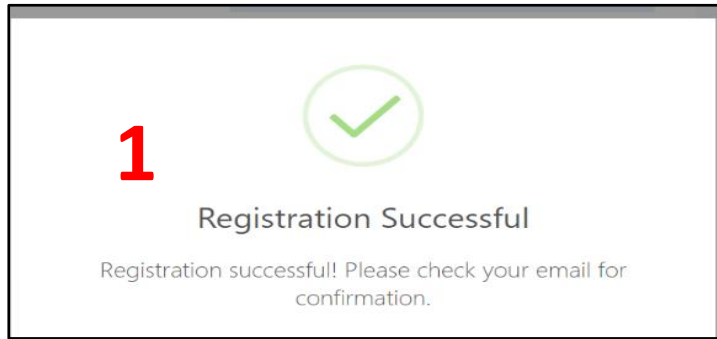 1
Registration Successful
Registration successful! Please check your email for
confirmation.